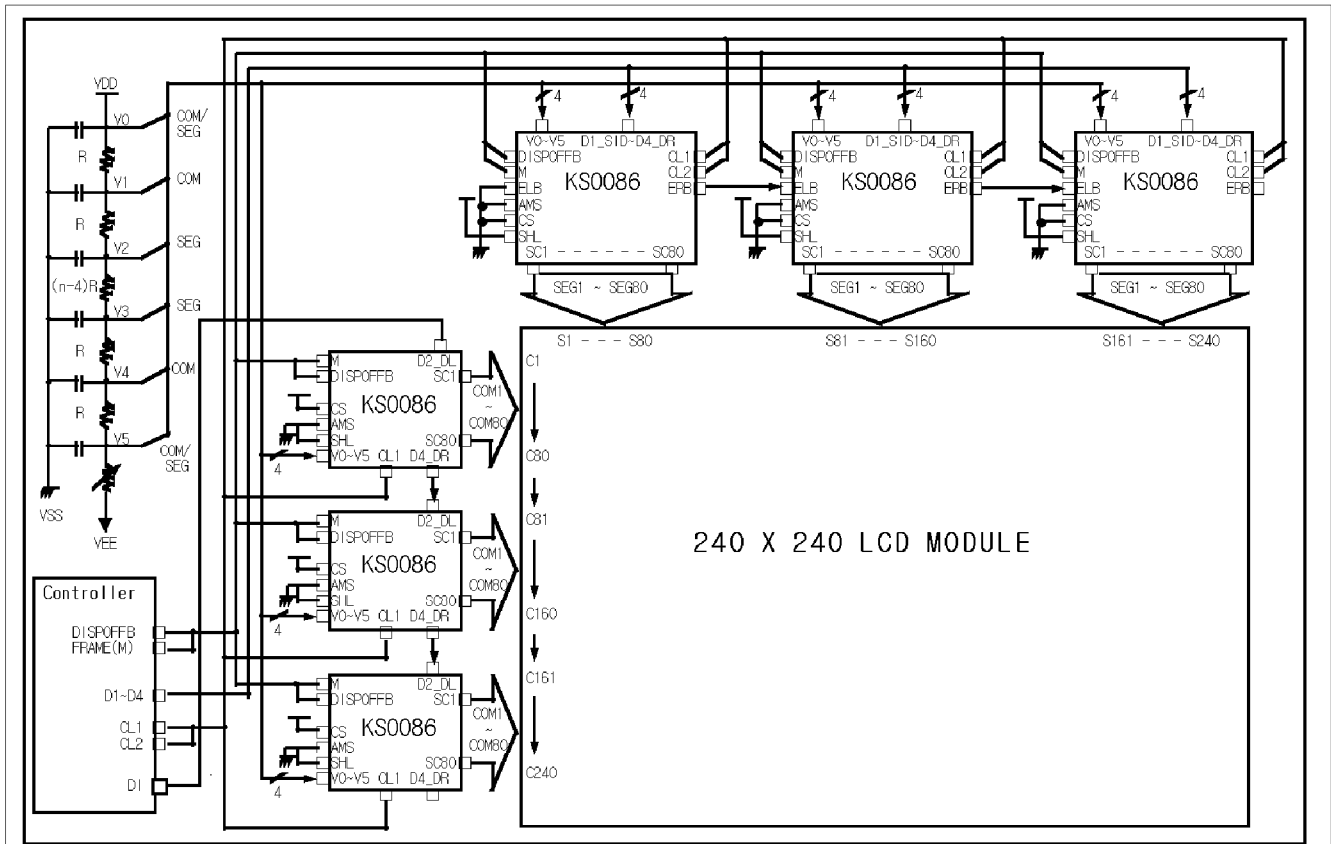 VDD
V0
COM/
SEG
R
V1
COM
R
V2
SEG
(n-4)R
V3
SEG
R
V4
COM
R
V5
COM/
SEG
VSS
VEE
4
4
V0~V5 D1_SID~D4_DR
DISPOFFB
CL1
M
CL2
KS0086
ELB
ERB
AMS
CS
SHL
SC1 - - - - - - SC80
SEG1 ~ SEG80
4
4
V0~V5 D1_SID~D4_DR
DISPOFFB
CL1
M
CL2
KS0086
ELB
ERB
AMS
CS
SHL
SC1 - - - - - - SC80
SEG1 ~ SEG80
4
4
V0~V5 D1_SID~D4_DR
DISPOFFB
CL1
M
CL2
KS0086
ELB
ERB
AMS
CS
SHL
SC1 - - - - - - SC80
SEG1 ~ SEG80
S1 - - - S80
S81 - - - S160
S161 - - - S240
M
D2_DL
DISPOFFB
SC1
KS0086
CS
AMS
SHL
SC80
V0~V5 CL1 D4_DR
4
COM1
~
COM80
C1
C80
M
D2_DL
DISPOFFB
SC1
KS0086
CS
AMS
SHL
SC80
V0~V5 CL1 D4_DR
4
COM1
~
COM80
C81
C160
M
D2_DL
DISPOFFB
SC1
KS0086
CS
AMS
SHL
SC80
V0~V5 CL1 D4_DR
4
COM1
~
COM80
C161
C240
240 X 240 LCD MODULE
Controller
DISPOFFB
FRAME(M)
D1~D4
CL1
CL2
DI